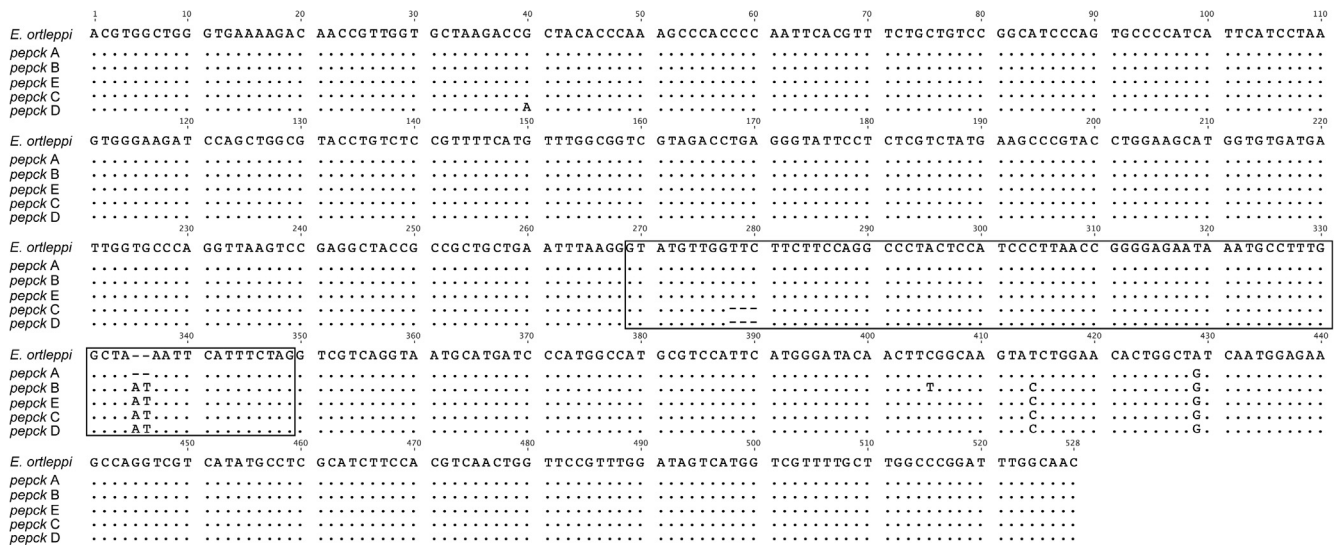 1 10 20 30 40 50 60 70 80 90 100 110
E. ortleppi ACGTGGCTGG GTGAAAAGAC AACCGTTGGT GCTAAGACCG CTACACCCAA AGCCCACCCC AATTCACGTT TCTGCTGTCC GGCATCCCAG TGCCCCATCA TTCATCCTAA
pepck A .......... .......... .......... .......... .......... .......... .......... .......... .......... .......... ..........
pepck B .......... .......... .......... .......... .......... .......... .......... .......... .......... .......... ..........
pepck E .......... .......... .......... .......... .......... .......... .......... .......... .......... .......... ..........
pepck C .......... .......... .......... .......... .......... .......... .......... .......... .......... .......... ..........
pepck D .......... .......... .......... .........A .......... .......... .......... .......... .......... .......... ..........
120 130 140 150 160 170 180 190 200 210 220
E. ortleppi GTGGGAAGAT CCAGCTGGCG TACCTGTCTC CGTTTTCATG TTTGGCGGTC GTAGACCTGA GGGTATTCCT CTCGTCTATG AAGCCCGTAC CTGGAAGCAT GGTGTGATGA
pepck A .......... .......... .......... .......... .......... .......... .......... .......... .......... .......... ..........
pepck B .......... .......... .......... .......... .......... .......... .......... .......... .......... .......... ..........
pepck E .......... .......... .......... .......... .......... .......... .......... .......... .......... .......... ..........
pepck C .......... .......... .......... .......... .......... .......... .......... .......... .......... .......... ..........
pepck D .......... .......... .......... .......... .......... .......... .......... .......... .......... .......... ..........
230 240 250 260 270 280 290 300 310 320 330
E. ortleppi TTGGTGCCCA GGTTAAGTCC GAGGCTACCG CCGCTGCTGA ATTTAAGGGT ATGTTGGTTC TTCTTCCAGG CCCTACTCCA TCCCTTAACC GGGGAGAATA AATGCCTTTG
pepck A .......... .......... .......... .......... .......... .......... .......... .......... .......... .......... ..........
pepck B .......... .......... .......... .......... .......... .......... .......... .......... .......... .......... ..........
pepck E .......... .......... .......... .......... .......... .......... .......... .......... .......... .......... ..........
pepck C .......... .......... .......... .......... .......... .......--- .......... .......... .......... .......... ..........
pepck D .......... .......... .......... .......... .......... .......--- .......... .......... .......... .......... ..........
340 350 360 370 380 390 400 410 420 430 440
E. ortleppi GCTA--AATT CATTTCTAGG TCGTCAGGTA ATGCATGATC CCATGGCCAT GCGTCCATTC ATGGGATACA ACTTCGGCAA GTATCTGGAA CACTGGCTAT CAATGGAGAA
pepck A ....--.... .......... .......... .......... .......... .......... .......... .......... .......... ........G. ..........
pepck B ....AT.... .......... .......... .......... .......... .......... .......... ....T..... ...C...... ........G. ..........
pepck E ....AT.... .......... .......... .......... .......... .......... .......... .......... ...C...... ........G. ..........
pepck C ....AT.... .......... .......... .......... .......... .......... .......... .......... ...C...... ........G. ..........
pepck D ....AT.... .......... .......... .......... .......... .......... .......... .......... ...C...... ........G. ..........
450 460 470 480 490 500 510 520 528
E. ortleppi GCCAGGTCGT CATATGCCTC GCATCTTCCA CGTCAACTGG TTCCGTTTGG ATAGTCATGG TCGTTTTGCT TGGCCCGGAT TTGGCAAC
pepck A .......... .......... .......... .......... .......... .......... .......... .......... ........
pepck B .......... .......... .......... .......... .......... .......... .......... .......... ........
pepck E .......... .......... .......... .......... .......... .......... .......... .......... ........
pepck C .......... .......... .......... .......... .......... .......... .......... .......... ........
pepck D .......... .......... .......... .......... .......... .......... .......... .......... ........